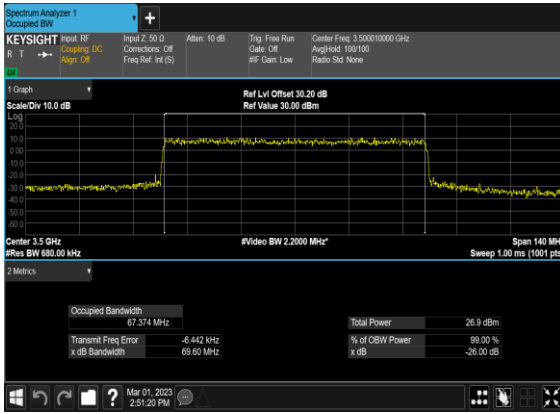 Spectrum Analyzer 1
Occupied BW
KEYSIGHT
R T
LW
Input: RF
Coupling: DC
Align: Off
Input Z: 50 Ω
Corrections: Off
Freq Ref: Int (S)
Atten: 10 dB
Trig: Free Run
Gate: Off
#IF Gain: Low
Center Freq: 3.500010000 GHz
Avg|Hold: 100/100
Radio Std: None
1 Graph
Scale/Div 10.0 dB
Ref Lvl Offset 30.20 dB
Ref Value 30.00 dBm
Log
20.0
10.0
0.00
-10.0
-20.0
-30.0
-40.0
-50.0
-60.0
Center 3.5 GHz
#Res BW 680.00 kHz
#Video BW 2.2000 MHz*
Span 140 MH
Sweep 1.00 ms (1001 pts
2 Metrics
Occupied Bandwidth
67.374 MHz
Transmit Freq Error -6.442 kHz
x dB Bandwidth 69.60 MHz
Total Power 26.9 dBm
% of OBW Power 99.00 %
x dB -26.00 dB
Mar 01, 2023
2:51:20 PM